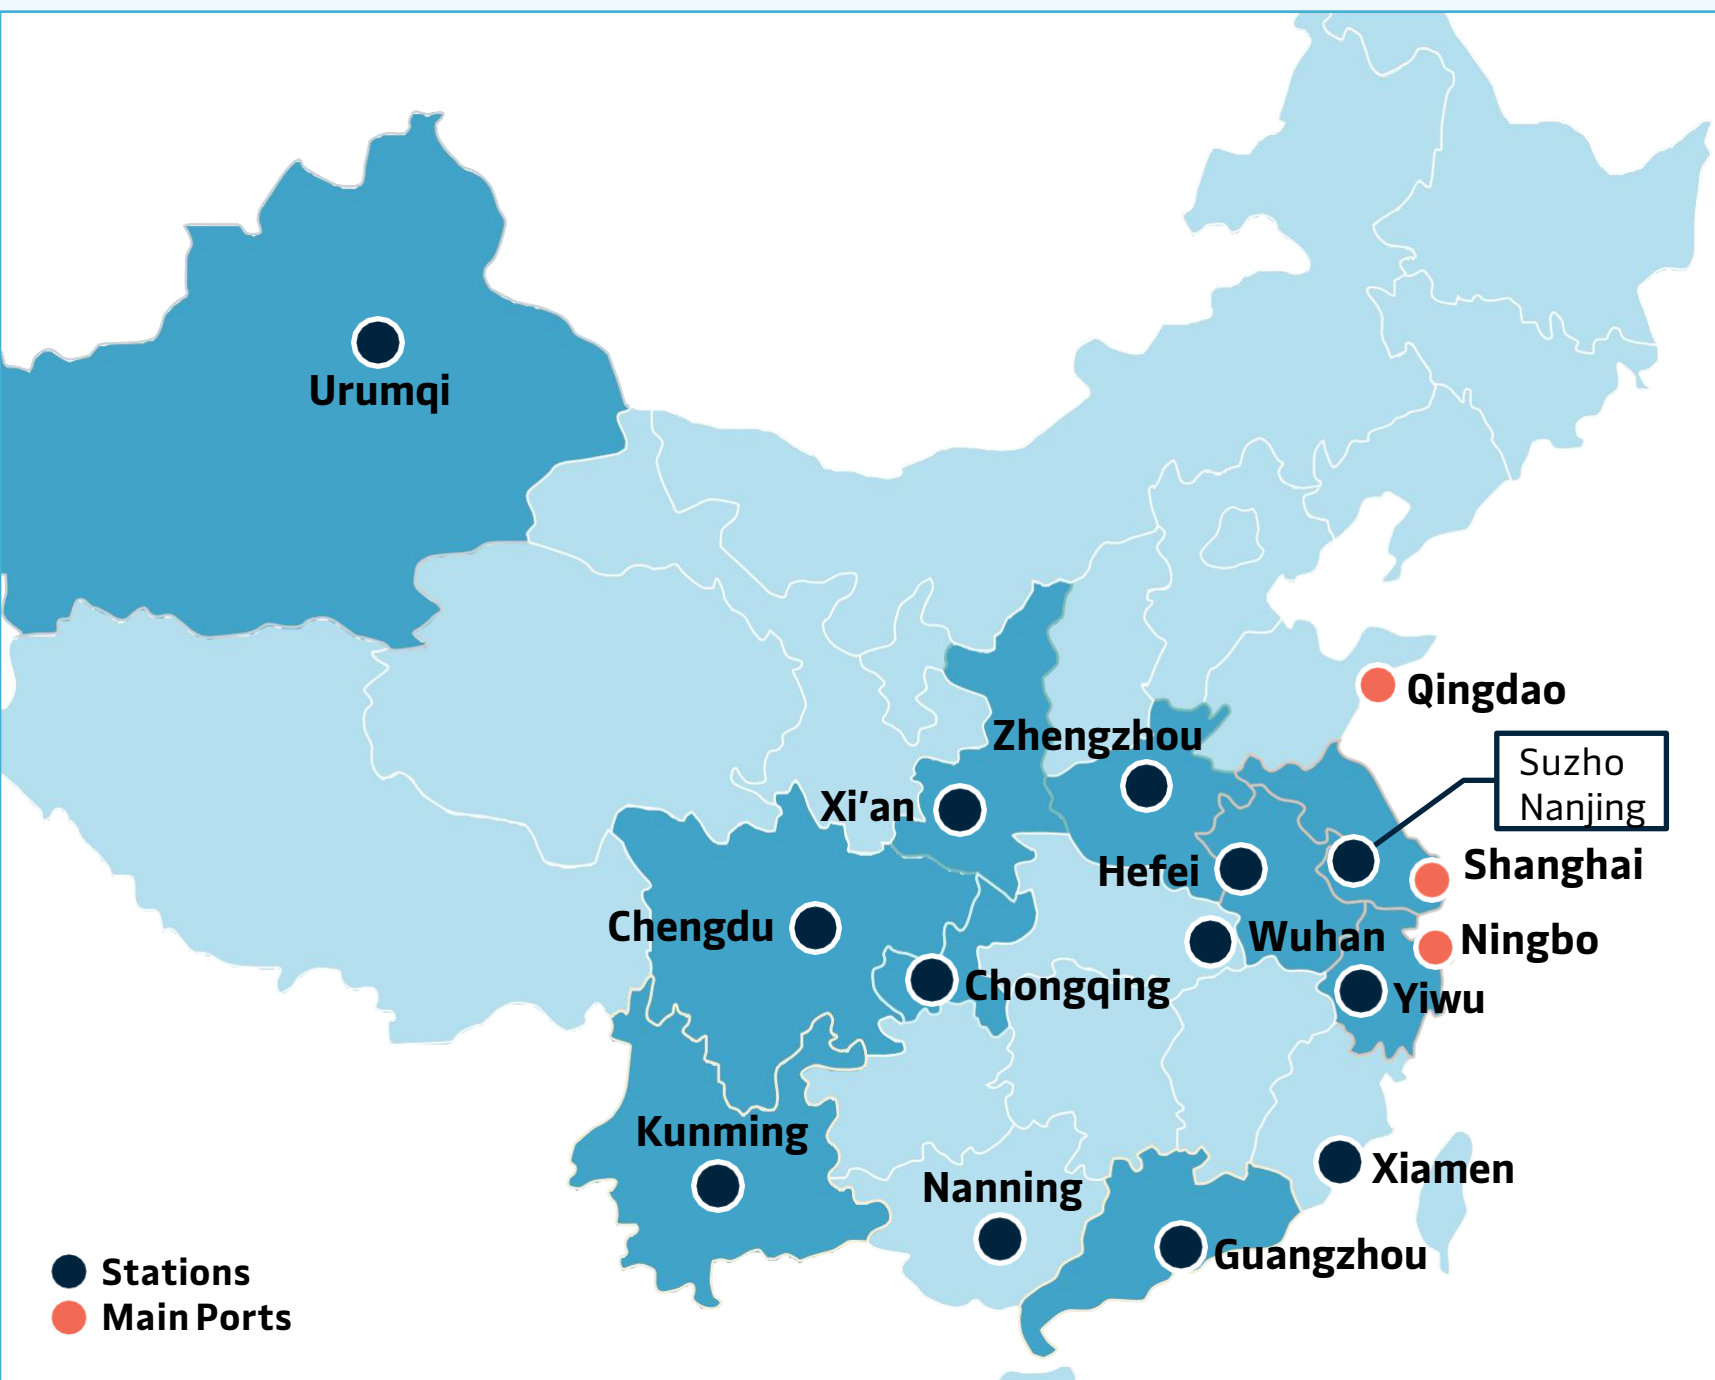 Urumqi
Qingdao
Zhengzhou
Suzho
Nanjing
Xi’an
Shanghai
Hefei
Chengdu
Wuhan
Ningbo
Chongqing
Yiwu
Kunming
Xiamen
Nanning
Guangzhou
Stations
Main Ports